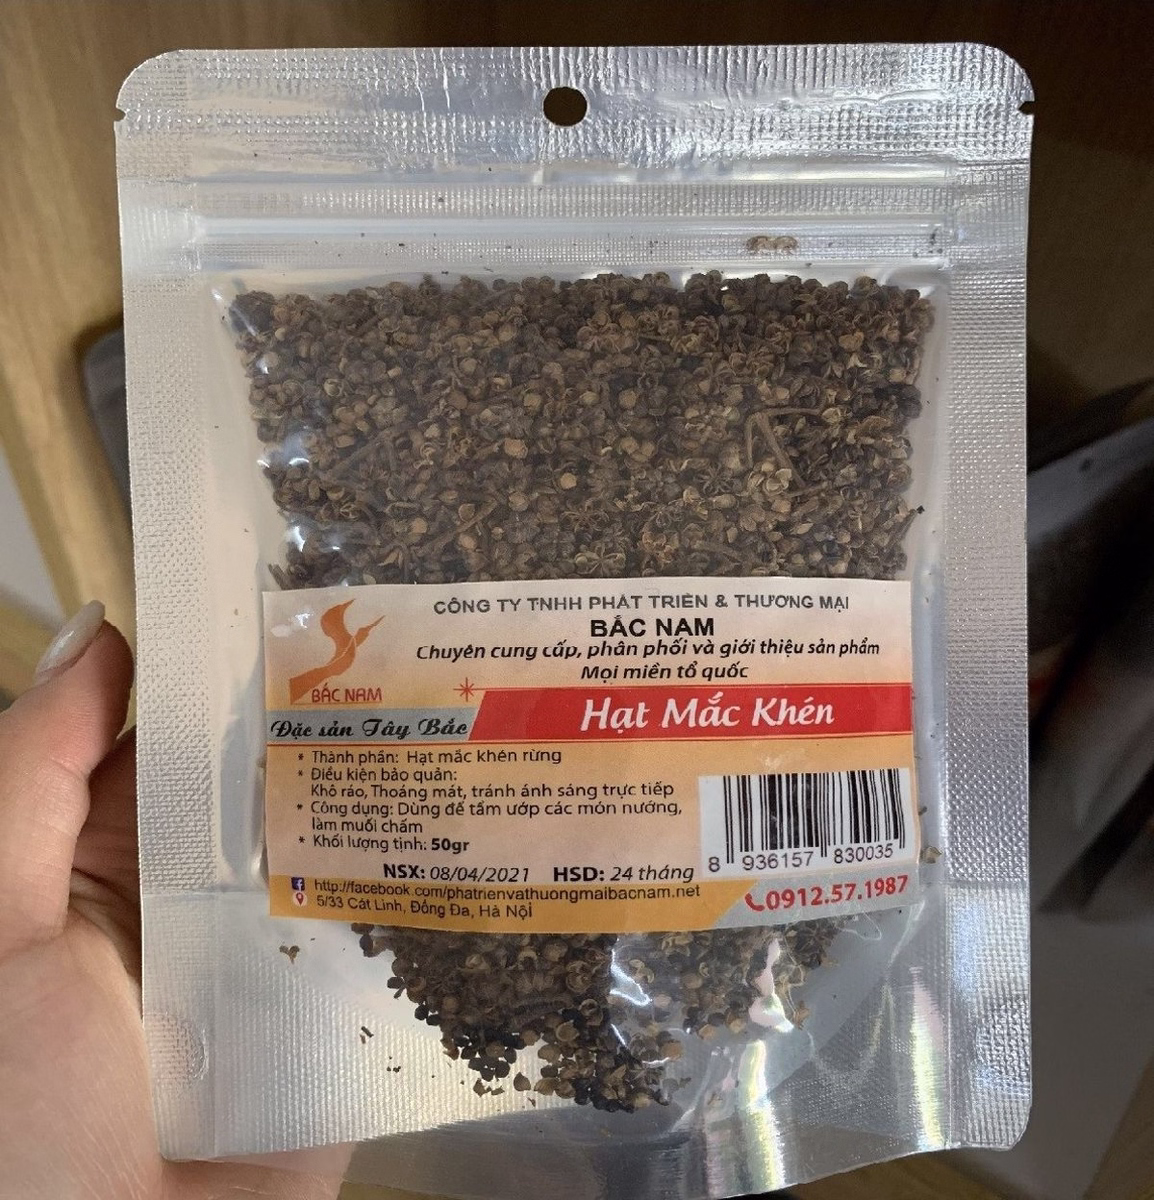 CÔNG TY TNHH PHÁT TRIỂN & THƯƠNG MẠI
BẮC NAM
Chuyên cung cấp, phân phối và giới thiệu sản phẩm
Mọi miền tổ quốc
BẮC NAM
Đặc sản Tây Bắc
Hạt Mắc Khén
* Thành phần: Hạt mắc khén rừng
* Điều kiện bảo quản:
Khô ráo, Thoáng mát, tránh ánh sáng trực tiếp
* Công dụng: Dùng để tẩm ướp các món nướng,
làm muối chấm
* Khối lượng tịnh: 50gr
8 936157 830035
NSX: 08/04/2021 HSD: 24 tháng
http://facebook.com/phatrienvathuongmaibacnam.net
5/33 Cát Linh, Đống Đa, Hà Nội
0912.57.1987